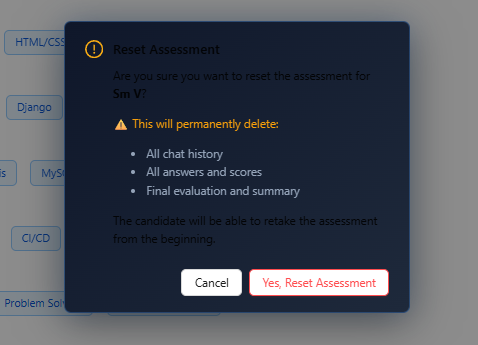 HTML/CSS
Django
MySQ
CI/CD
Problem Solv
Reset Assessment
Are you sure you want to reset the assessment for
Sm V?
This will permanently delete:
• All chat history
• All answers and scores
• Final evaluation and summary
The candidate will be able to retake the assessment
from the beginning.
Cancel
Yes, Reset Assessment